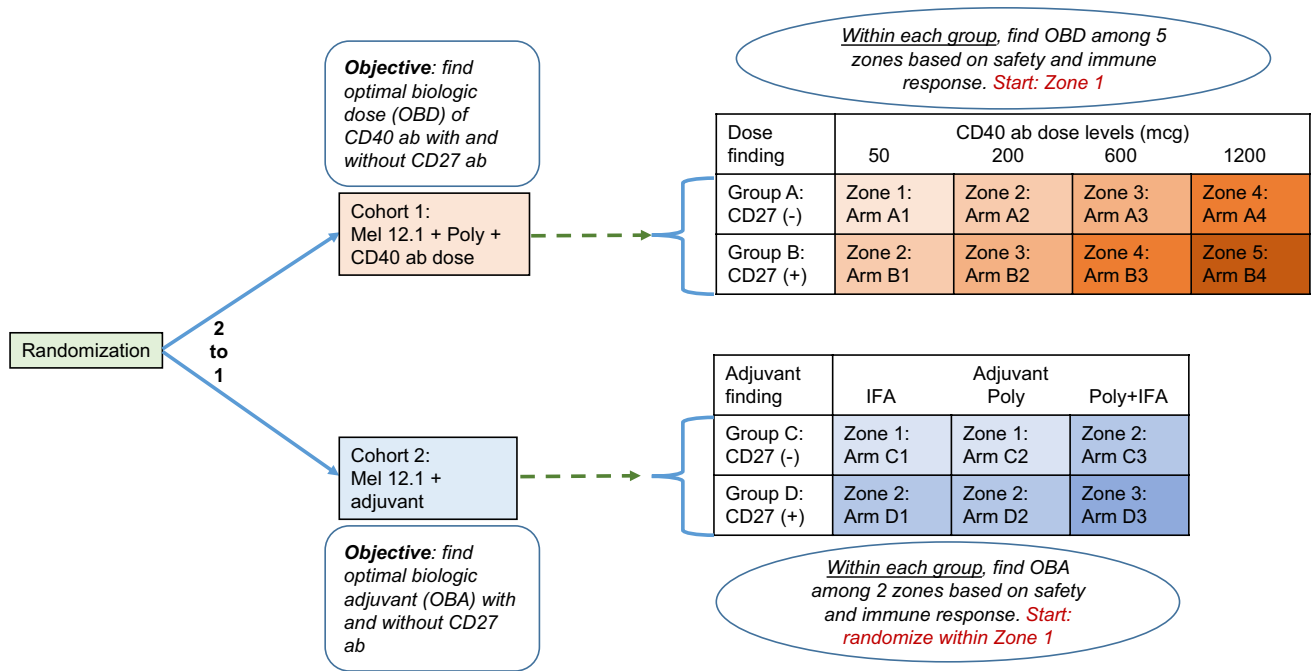 Objective: find
optimal biologic
dose (OBD) of
CD40 ab with and
without CD27 ab
Within each group, find OBD among 5
zones based on safety and immune
response. Start: Zone 1
Cohort 1:
Mel 12.1 + Poly +
CD40 ab dose
Dose
finding
CD40 ab dose levels (mcg)
50 200 600 1200
Group A:
CD27 (-)
Zone 1:
Arm A1
Zone 2:
Arm A2
Zone 3:
Arm A3
Zone 4:
Arm A4
Group B:
CD27 (+)
Zone 2:
Arm B1
Zone 3:
Arm B2
Zone 4:
Arm B3
Zone 5:
Arm B4
Randomization
2
to
1
Cohort 2:
Mel 12.1 +
adjuvant
Adjuvant
finding
Adjuvant
IFA Poly Poly+IFA
Group C:
CD27 (-)
Zone 1:
Arm C1
Zone 1:
Arm C2
Zone 2:
Arm C3
Group D:
CD27 (+)
Zone 2:
Arm D1
Zone 2:
Arm D2
Zone 3:
Arm D3
Objective: find
optimal biologic
adjuvant (OBA) with
and without CD27
ab
Within each group, find OBA
among 2 zones based on safety
and immune response. Start:
randomize within Zone 1